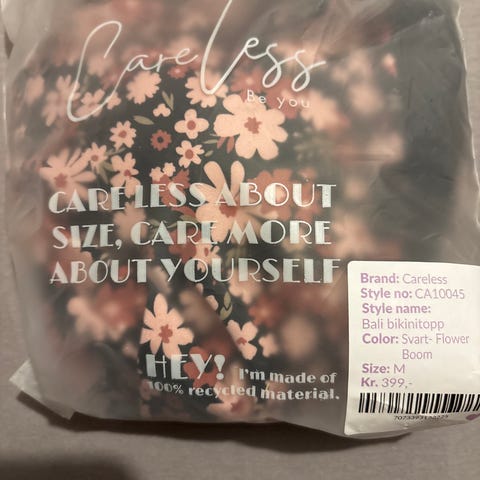 CareLess
Be you
CARE LESS ABOUT
SIZE, CARE MORE
ABOUT YOURSELF
HEY! I'm made of
100% recycled material.
Brand: Careless
Style no: CA10045
Style name:
Bali bikinitopp
Color: Svart- Flower
Boom
Size: M
Kr. 399,-